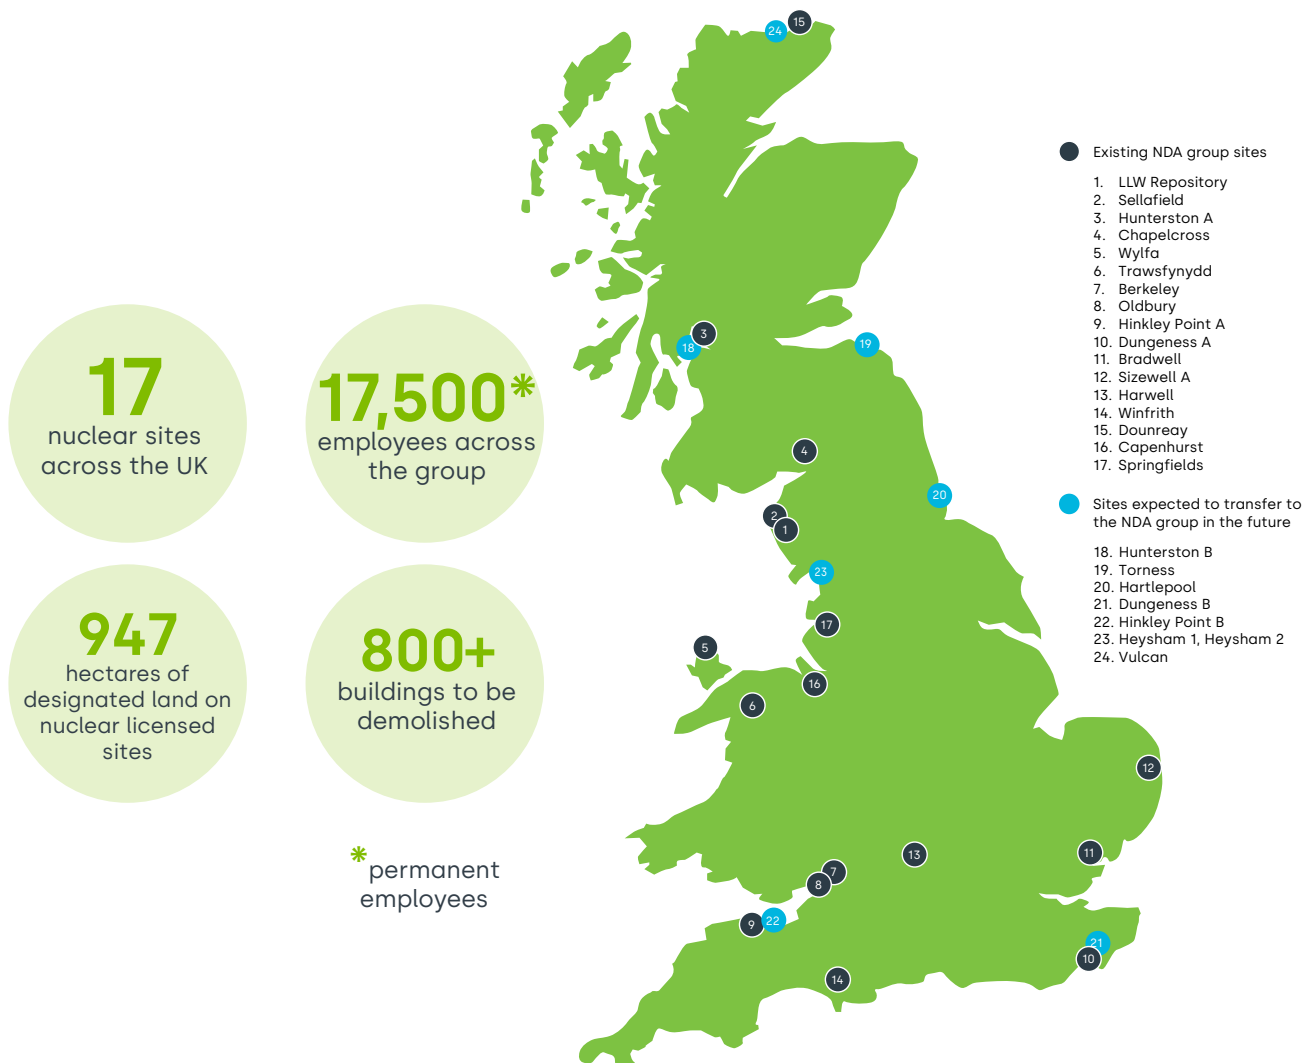 17
nuclear sites
across the UK
17,500*
employees across
the group
947
hectares of
designated land on
nuclear licensed
sites
800+
buildings to be
demolished
*permanent
employees
24
15
3
18
19
4
20
2
1
23
17
5
16
6
12
13
11
7
8
9
22
21
10
14
Existing NDA group sites
1. LLW Repository
2. Sellafield
3. Hunterston A
4. Chapelcross
5. Wylfa
6. Trawsfynydd
7. Berkeley
8. Oldbury
9. Hinkley Point A
10. Dungeness A
11. Bradwell
12. Sizewell A
13. Harwell
14. Winfrith
15. Dounreay
16. Capenhurst
17. Springfields
Sites expected to transfer to
the NDA group in the future
18. Hunterston B
19. Torness
20. Hartlepool
21. Dungeness B
22. Hinkley Point B
23. Heysham 1, Heysham 2
24. Vulcan